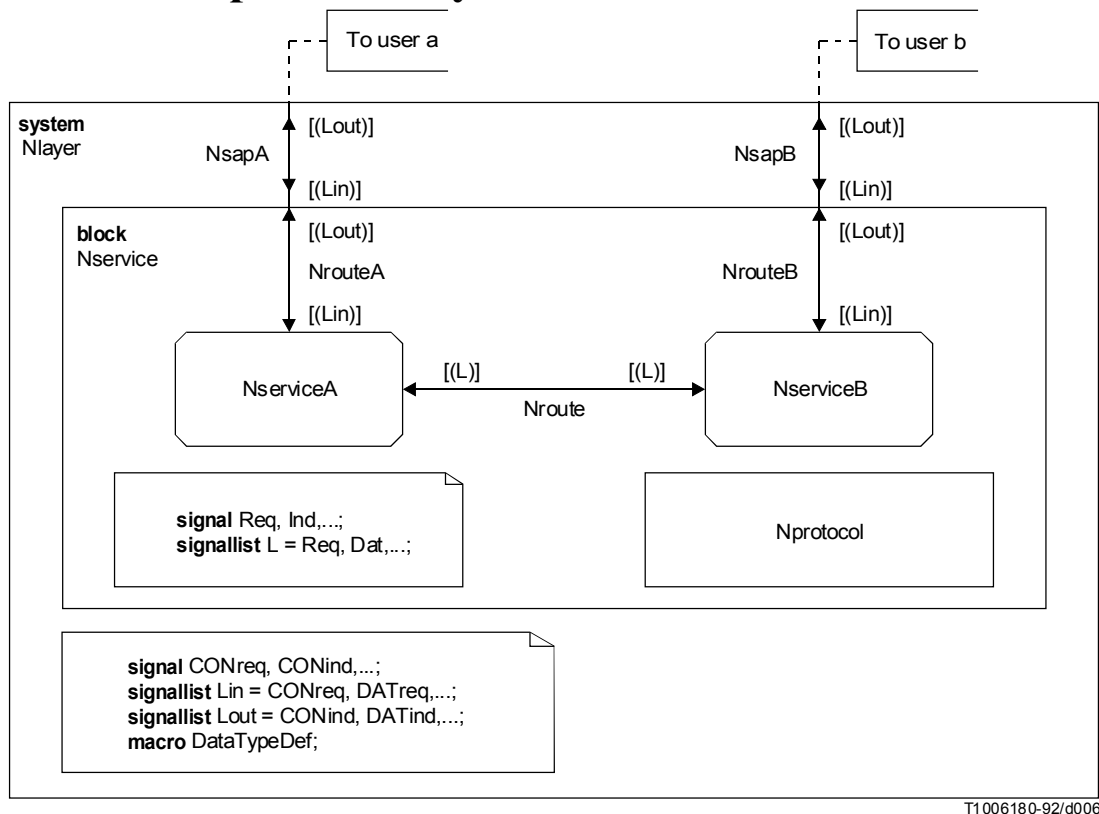 To user a
To user b
system
Nlayer
[(Lout)]
[(Lout)]
NsapA
NsapB
[(Lin)]
[(Lin)]
block
Nservice
[(Lout)]
[(Lout)]
NrouteA
NrouteB
[(Lin)]
[(Lin)]
NserviceA
[(L)]
[(L)]
NserviceB
Nroute
signal Req, Ind,...;
signallist L = Req, Dat,...;
Nprotocol
signal CONreq, CONind,...;
signallist Lin = CONreq, DATreq,...;
signallist Lout = CONind, DATind,...;
macro DataTypeDef;
T1006180-92/d006